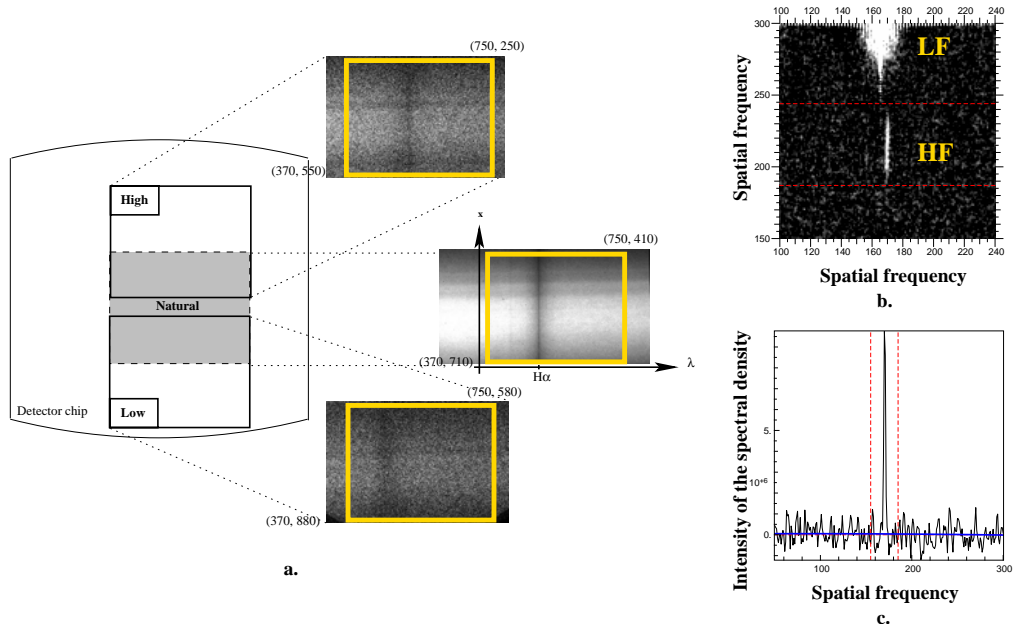 (750, 250)
(370, 550)
High
Natural
Detector chip
Low
x
(750, 410)
(370, 710)
Hα
λ
(750, 580)
(370, 880)
a.
100 120 140 160 180 200 220 240
300
250
200
150
LF
HF
Spatial frequency
100 120 140 160 180 200 220 240
Spatial frequency
b.
Intensity of the spectral density
5.
10*6
0.
100 200 300
Spatial frequency
c.